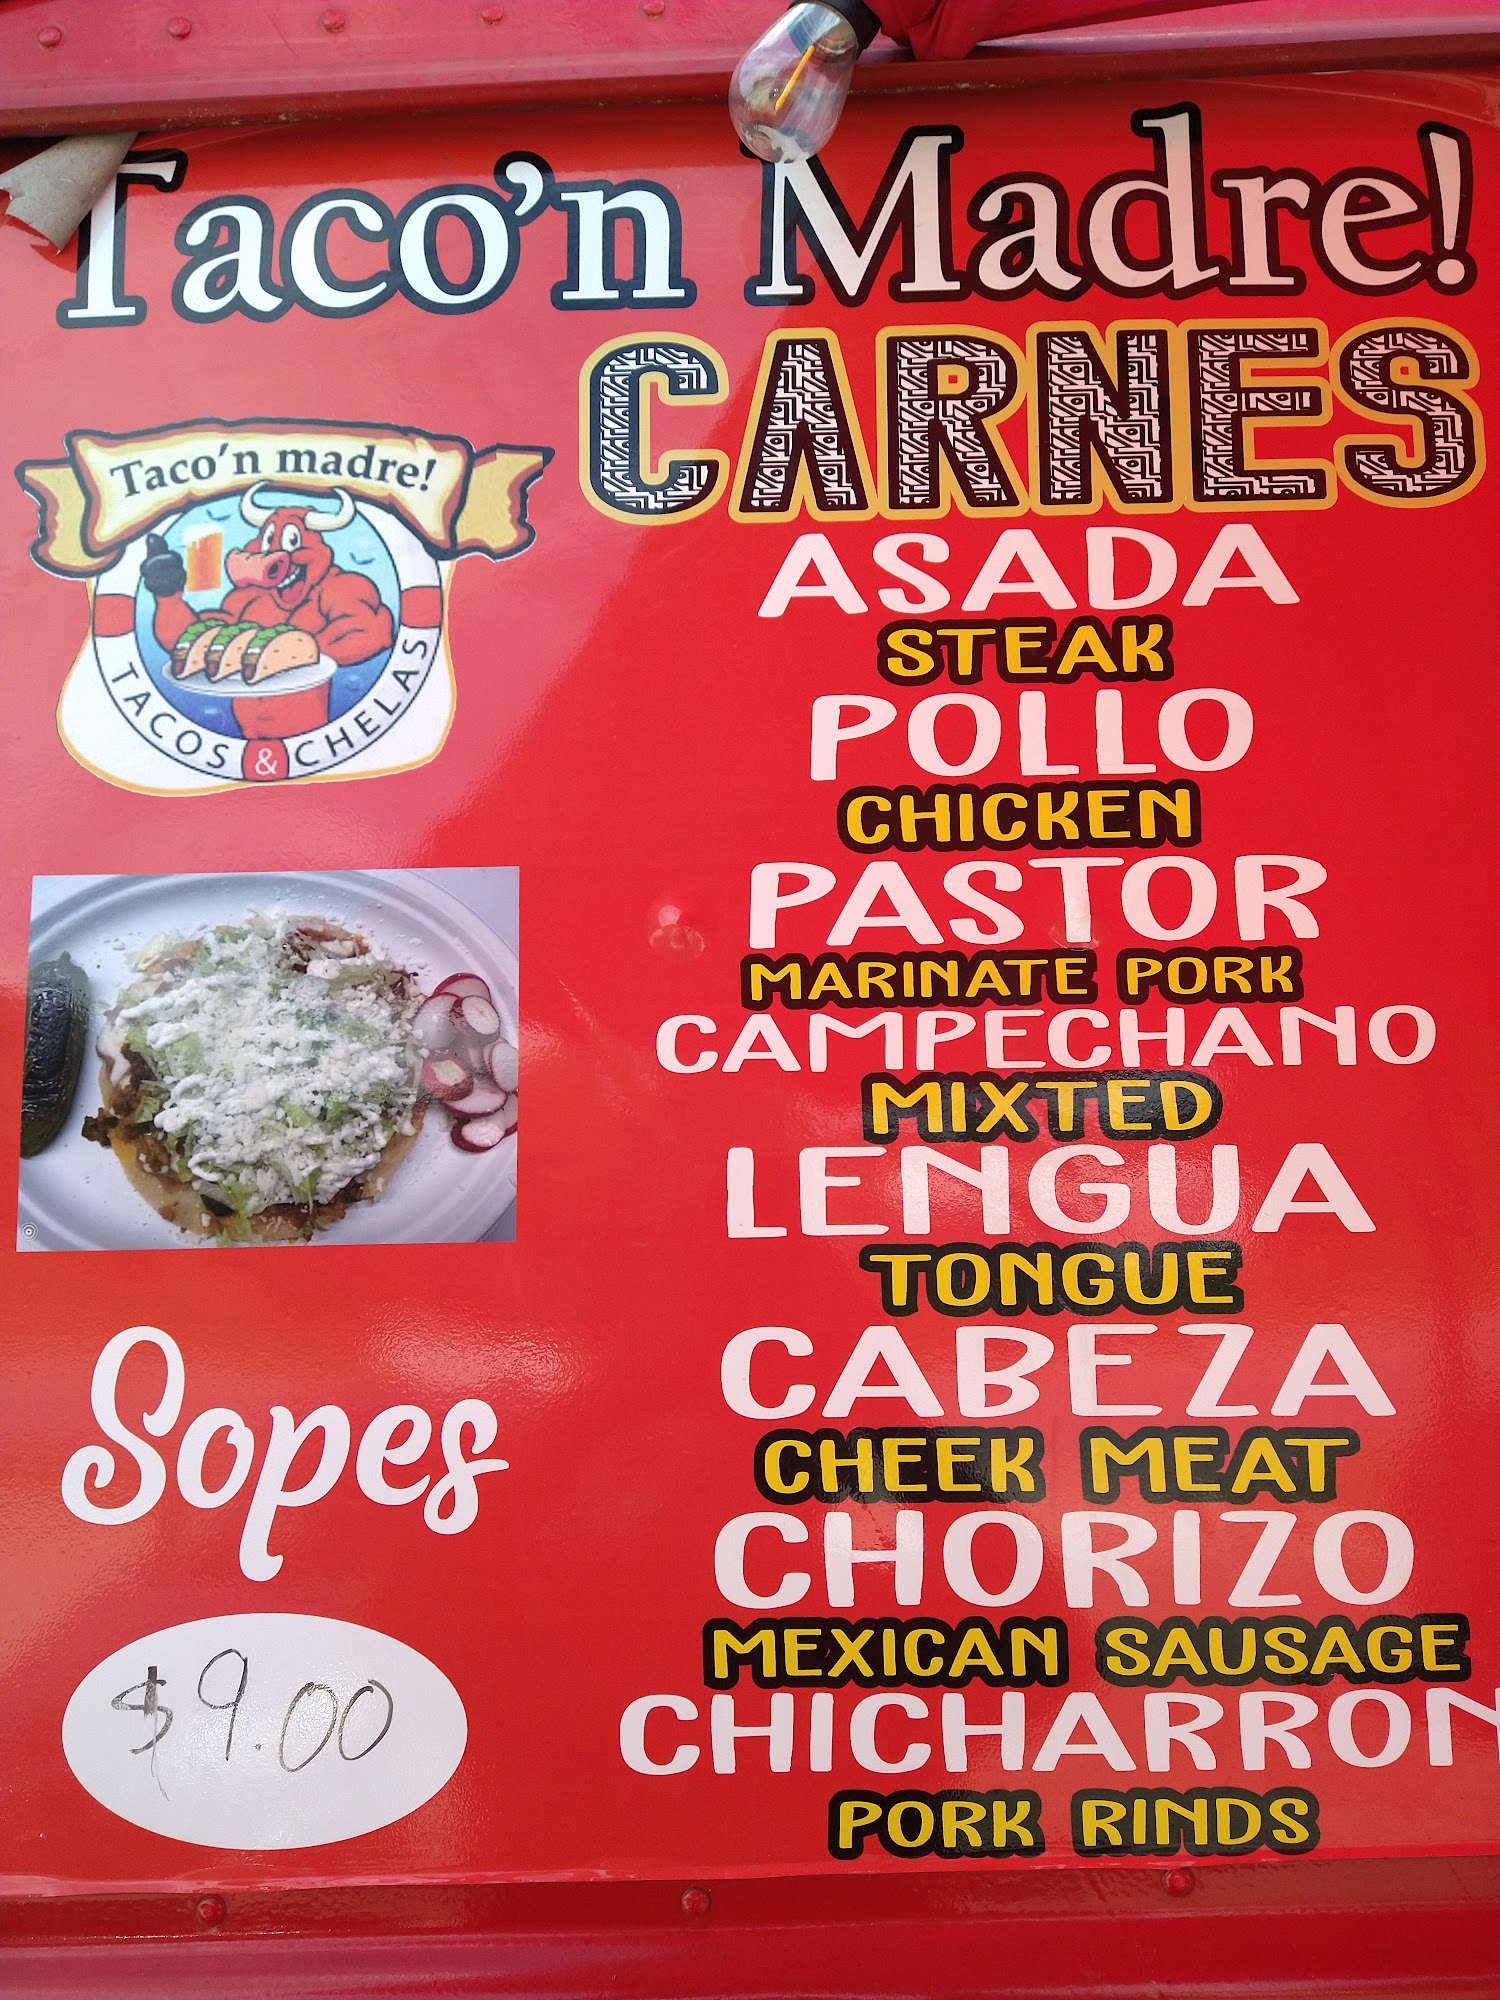 Taco'n Madre!
CARNES
Taco'n madre!
TACOS & CHELAS
ASADA
STEAK
POLLO
CHICKEN
PASTOR
MARINATE PORK
CAMPECHANO
MIXTED
LENGUA
TONGUE
CABEZA
CHEEK MEAT
CHORIZO
MEXICAN SAUSAGE
CHICHARRON
PORK RINDS
Sopes
$9.00